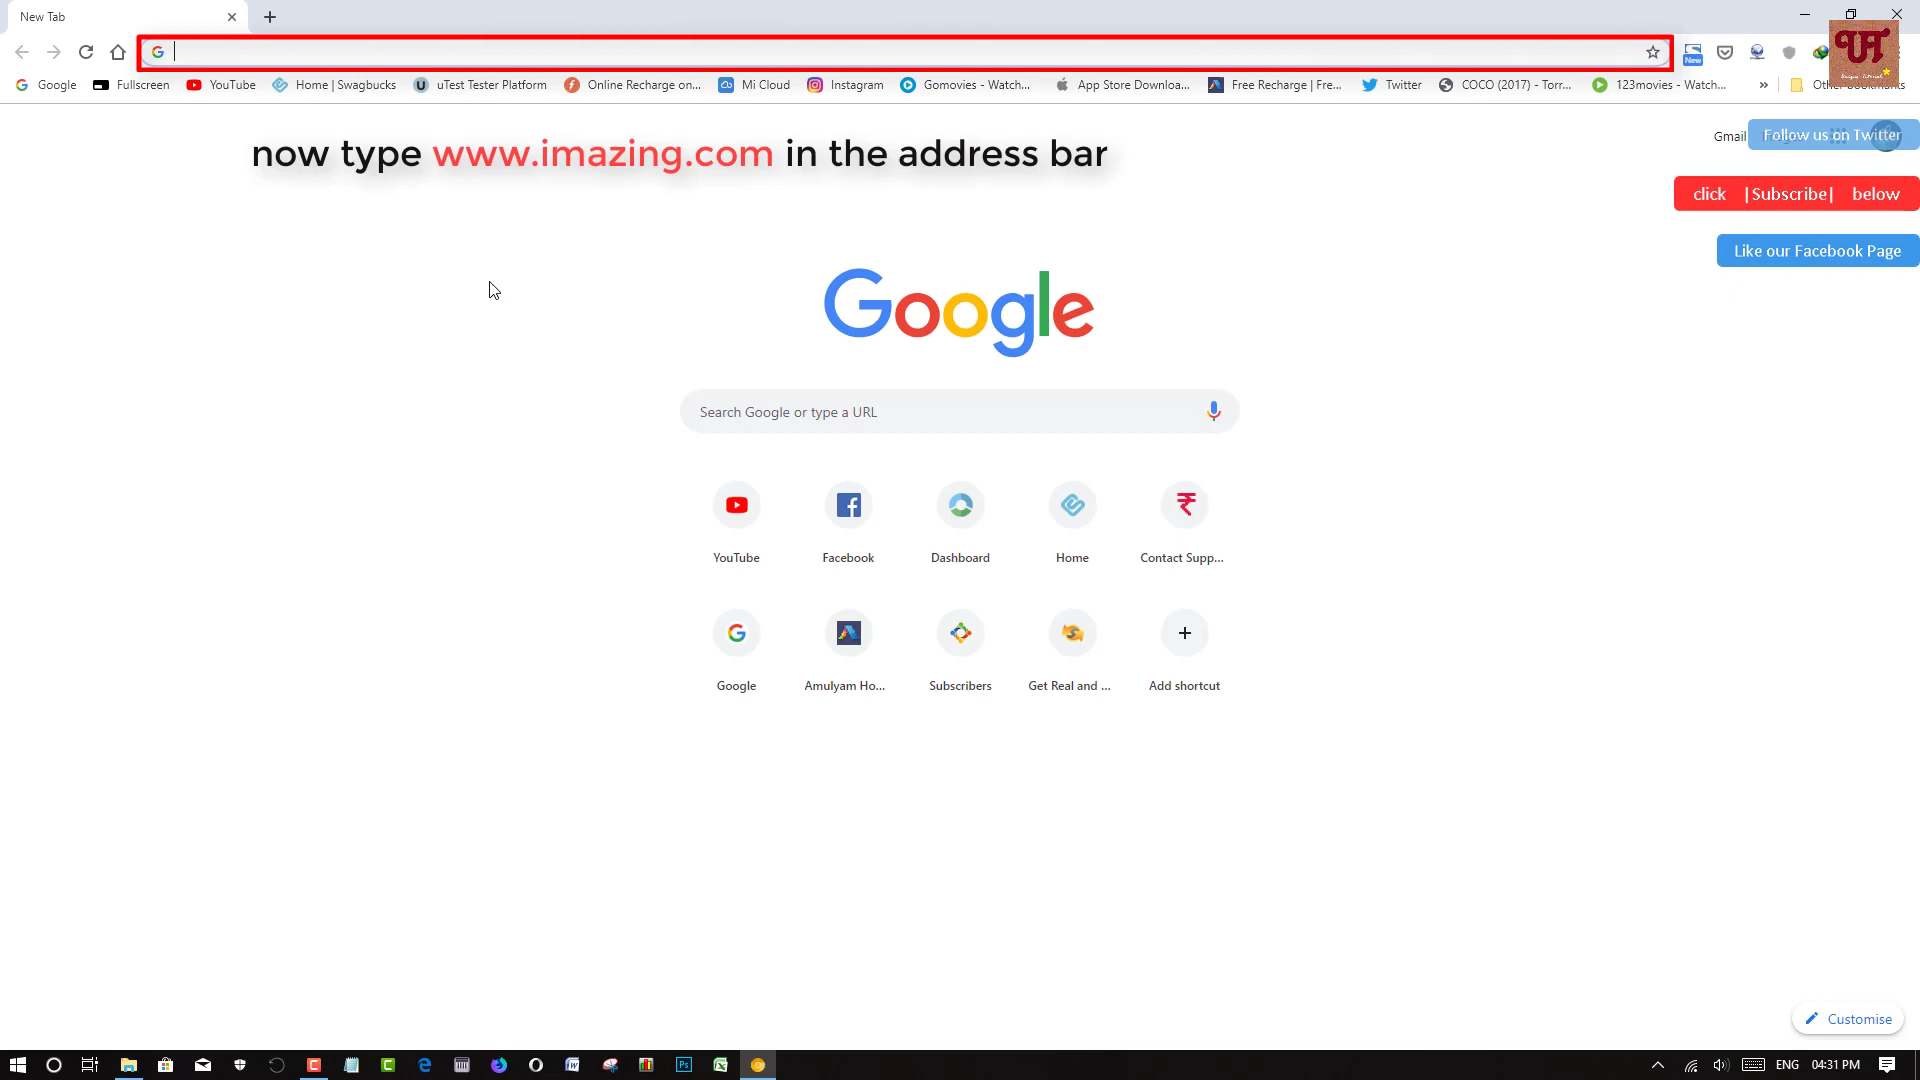 New Tab
New
Google Fullscreen YouTube Home | Swagbucks uTest Tester Platform Online Recharge on... Mi Cloud Instagram Gomovies - Watch... App Store Downloa... Free Recharge | Fre... Twitter COCO (2017) - Torr... 123movies - Watch... » Other bookmarks
now type www.imazing.com in the address bar
Gmail
Follow us on Twitter
click |Subscribe| below
Like our Facebook Page
Google
Search Google or type a URL
YouTube Facebook Dashboard Home Contact Supp...
Google Amulyam Ho... Subscribers Get Real and ... Add shortcut
Customise
Ps
ENG 04:31 PM